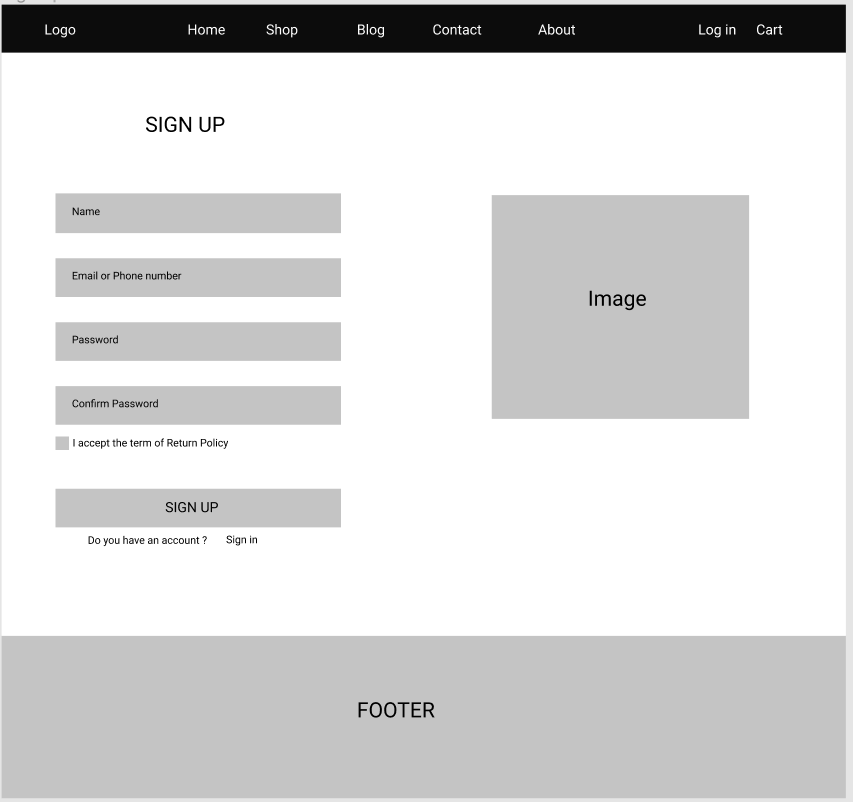 Logo Home Shop Blog Contact About Log in Cart
SIGN UP
Name
Email or Phone number
Image
Password
Confirm Password
I accept the term of Return Policy
SIGN UP
Do you have an account ? Sign in
FOOTER